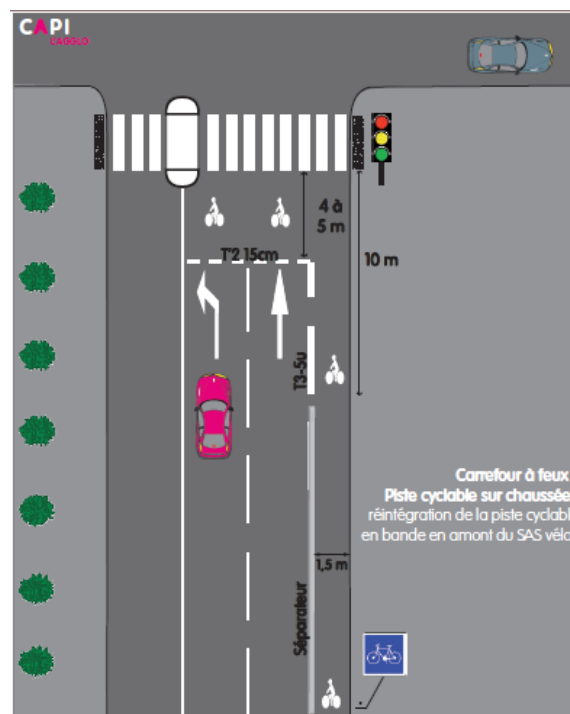 CAPI
L'AGGLO
4 à
5 m
T'2 15cm
10 m
T3-5u
Carrefour à feux
Piste cyclable sur chaussée
réintégration de la piste cyclabl
en bande en amont du SAS vélo
1,5 m
Séparateur